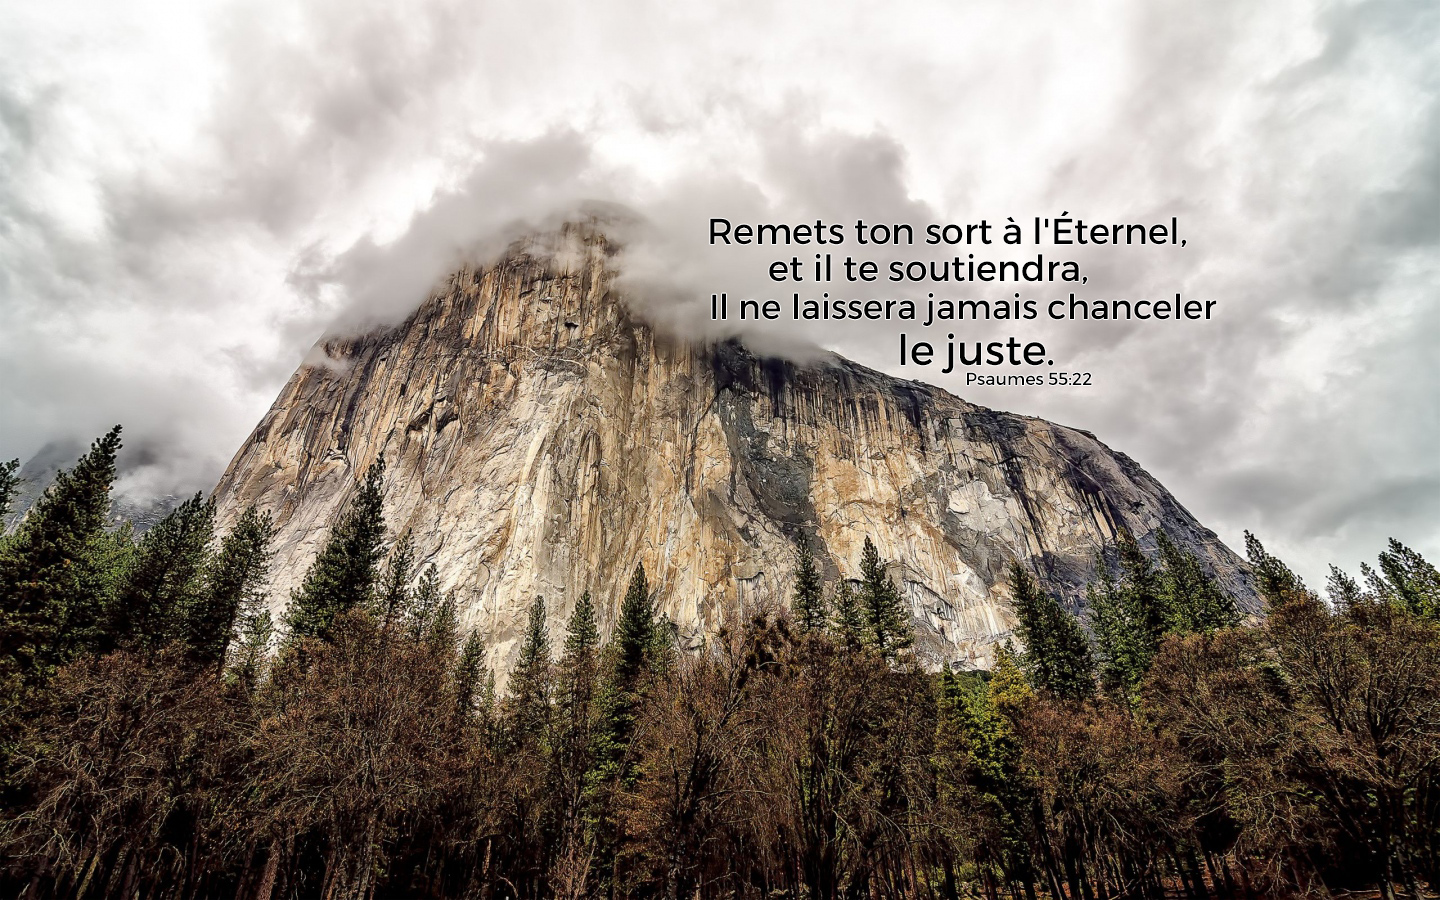 Remets ton sort à l'Éternel,
et il te soutiendra,
Il ne laissera jamais chanceler
le juste.
Psaumes 55:22